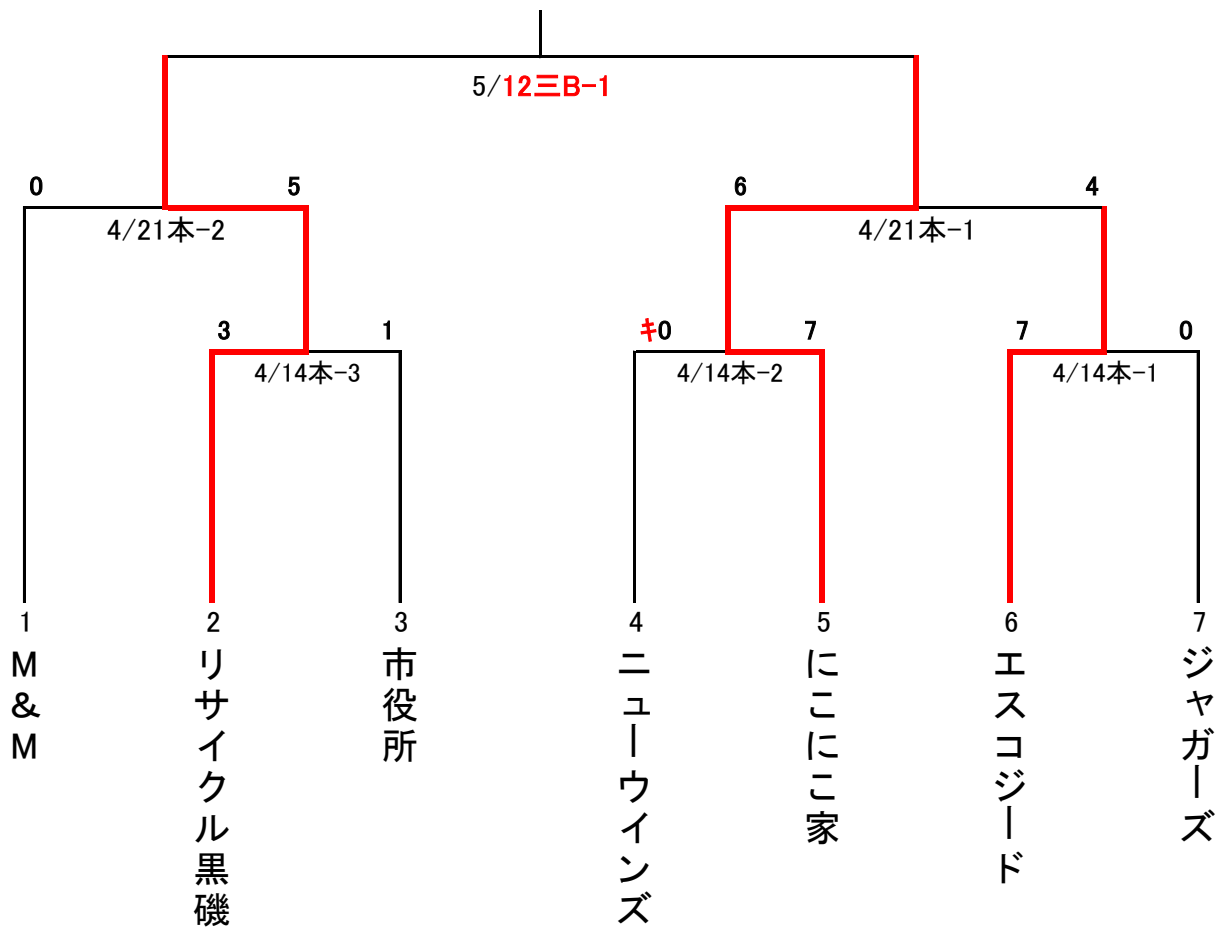 5/12三B-1
0
5
6
4
4/21本-2
4/21本-1
3
1
キ0
7
7
0
4/14本-3
4/14本-2
4/14本-1
1
2
3
4
5
6
7
M&M
リサイクル黒磯
市役所
ニューウインズ
にこにこ家
エスコジード
ジャガーズ